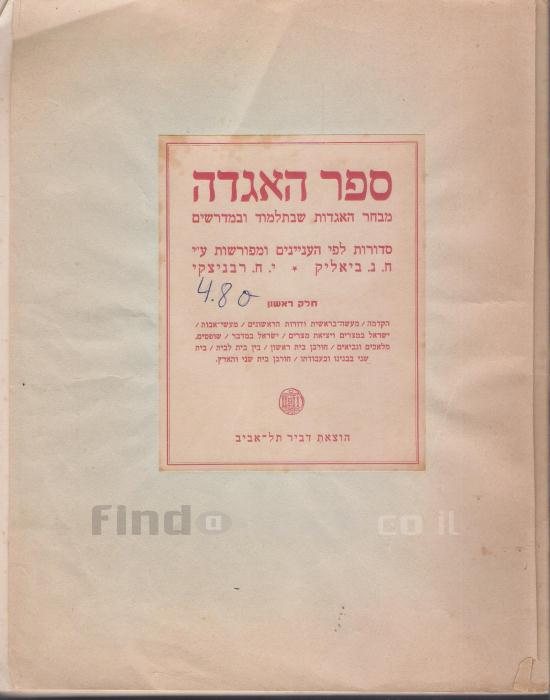 ספר האגדה
מבחר האגדות שבתלמוד ובמדרשים
סדורות לפי העניינים ומפורשות ע״י
ח. נ. ביאליק * י. ח. רבניצקי
4.80
חלק ראשון
הקדמה / מעשה־בראשית ודורות הראשונים / מעשי־אבות /
ישראל במצרים ויציאת מצרים / ישראל במדבר / שופטים,
מלאכים ונביאים / חורבן בית ראשון / בין בית לבית / בית
שני בבנינו ובעבודתו / חורבן בית שני והארץ.
הוצאת דביר תל־אביב
finda co il